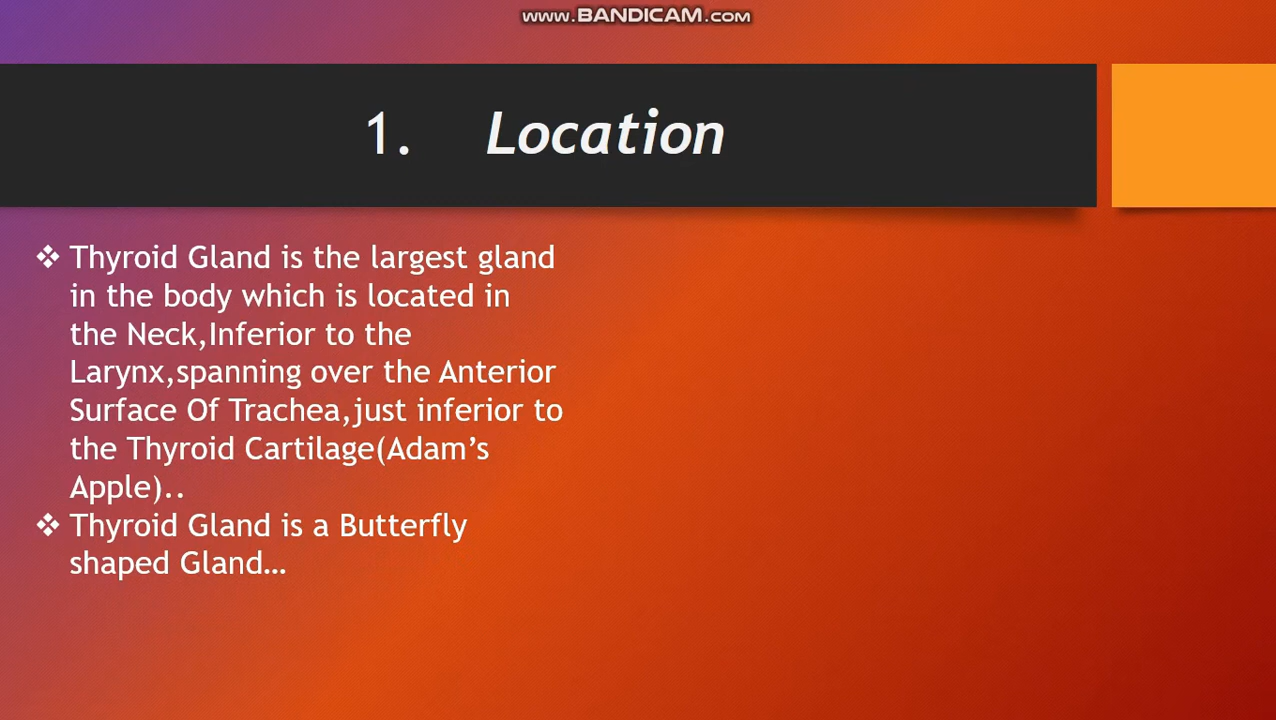 www.BANDICAM.com
1. Location
❖ Thyroid Gland is the largest gland
in the body which is located in
the Neck,Inferior to the
Larynx,spanning over the Anterior
Surface Of Trachea,just inferior to
the Thyroid Cartilage(Adam’s
Apple)..
❖ Thyroid Gland is a Butterfly
shaped Gland…